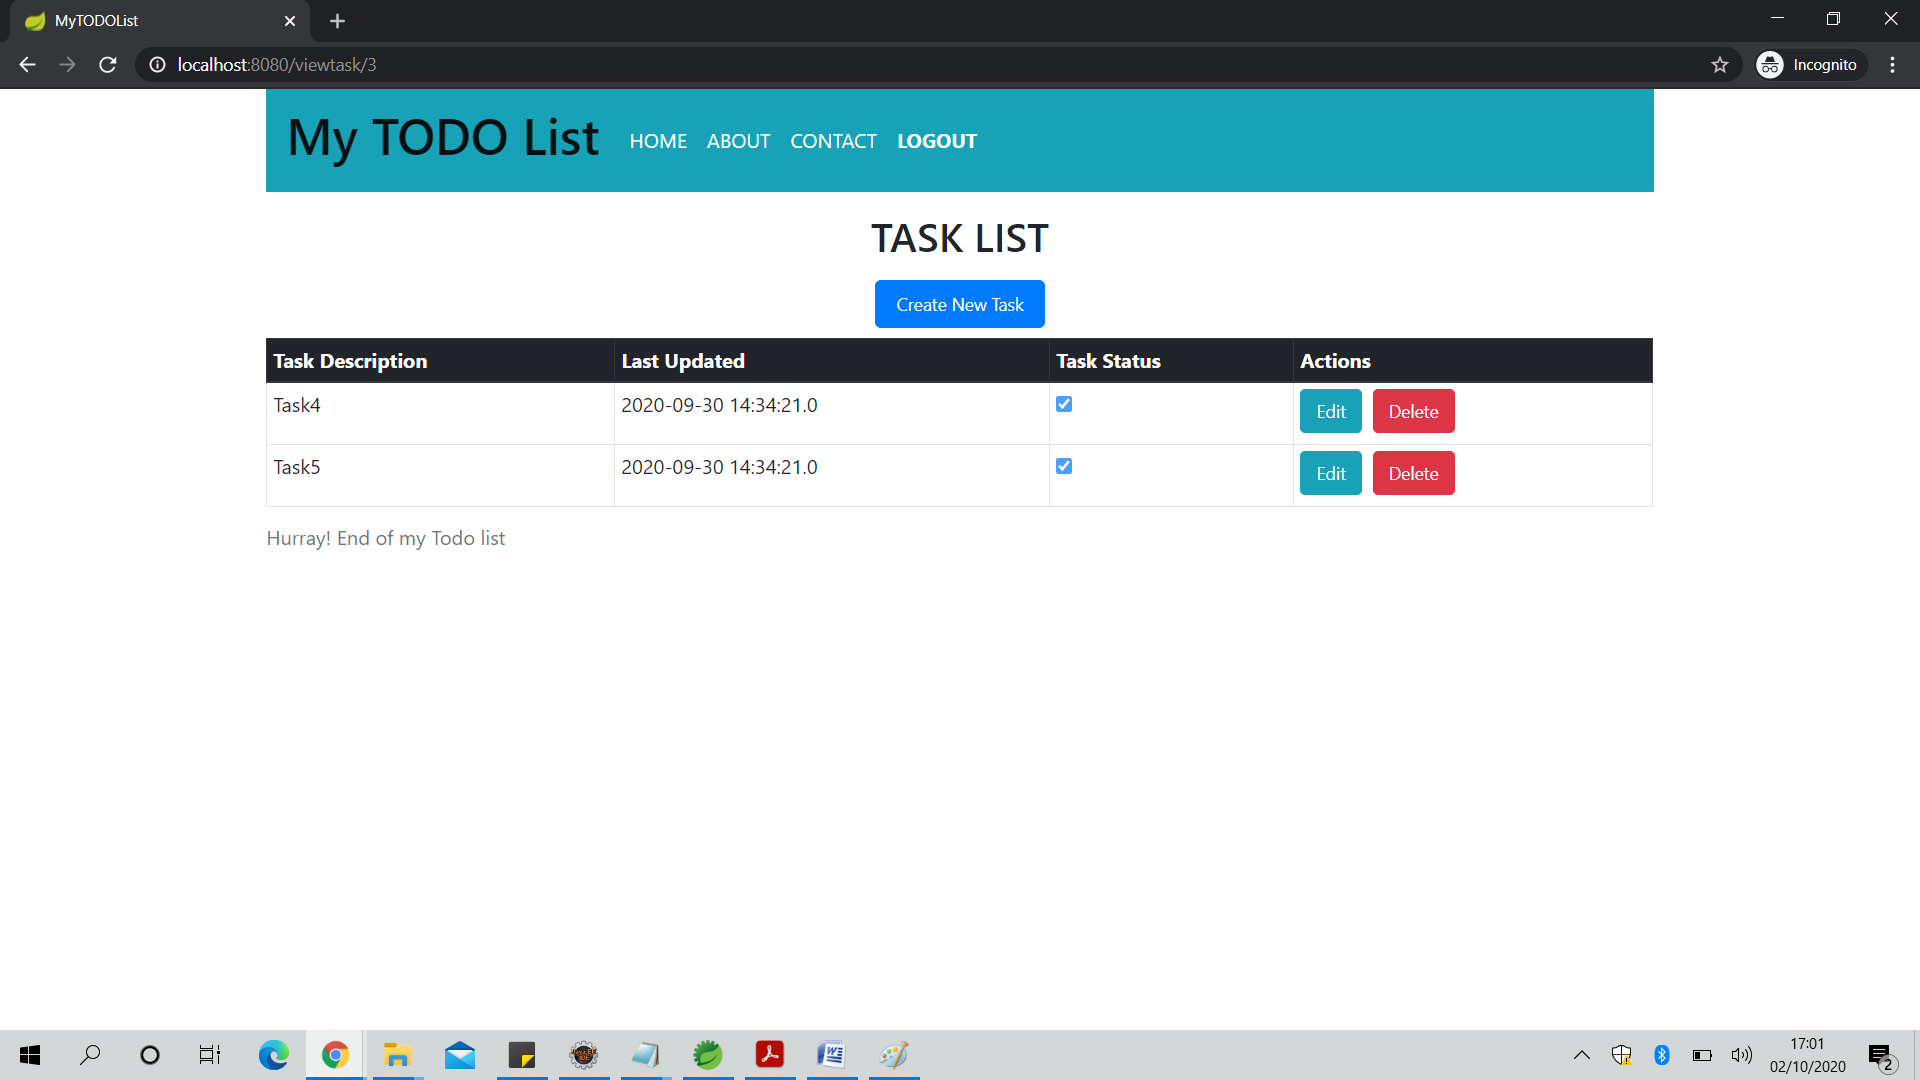 MyTODOList
localhost:8080/viewtask/3
Incognito
My TODO List HOME ABOUT CONTACT LOGOUT
TASK LIST
Create New Task
Task Description Last Updated Task Status Actions
Task4 2020-09-30 14:34:21.0 Edit Delete
Task5 2020-09-30 14:34:21.0 Edit Delete
Hurray! End of my Todo list
17:01
02/10/2020
2